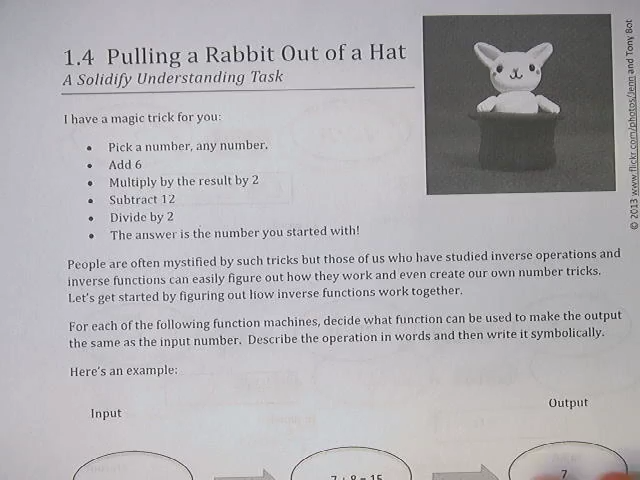 1.4 Pulling a Rabbit Out of a Hat
A Solidify Understanding Task
© 2013 www.flickr.com/photos/Jenn and Tony Bot
I have a magic trick for you:
• Pick a number, any number.
• Add 6
• Multiply by the result by 2
• Subtract 12
• Divide by 2
• The answer is the number you started with!
People are often mystified by such tricks but those of us who have studied inverse operations and
inverse functions can easily figure out how they work and even create our own number tricks.
Let's get started by figuring out how inverse functions work together.
For each of the following function machines, decide what function can be used to make the output
the same as the input number. Describe the operation in words and then write it symbolically.
Here's an example:
Input
Output
7 + 8 = 15
7